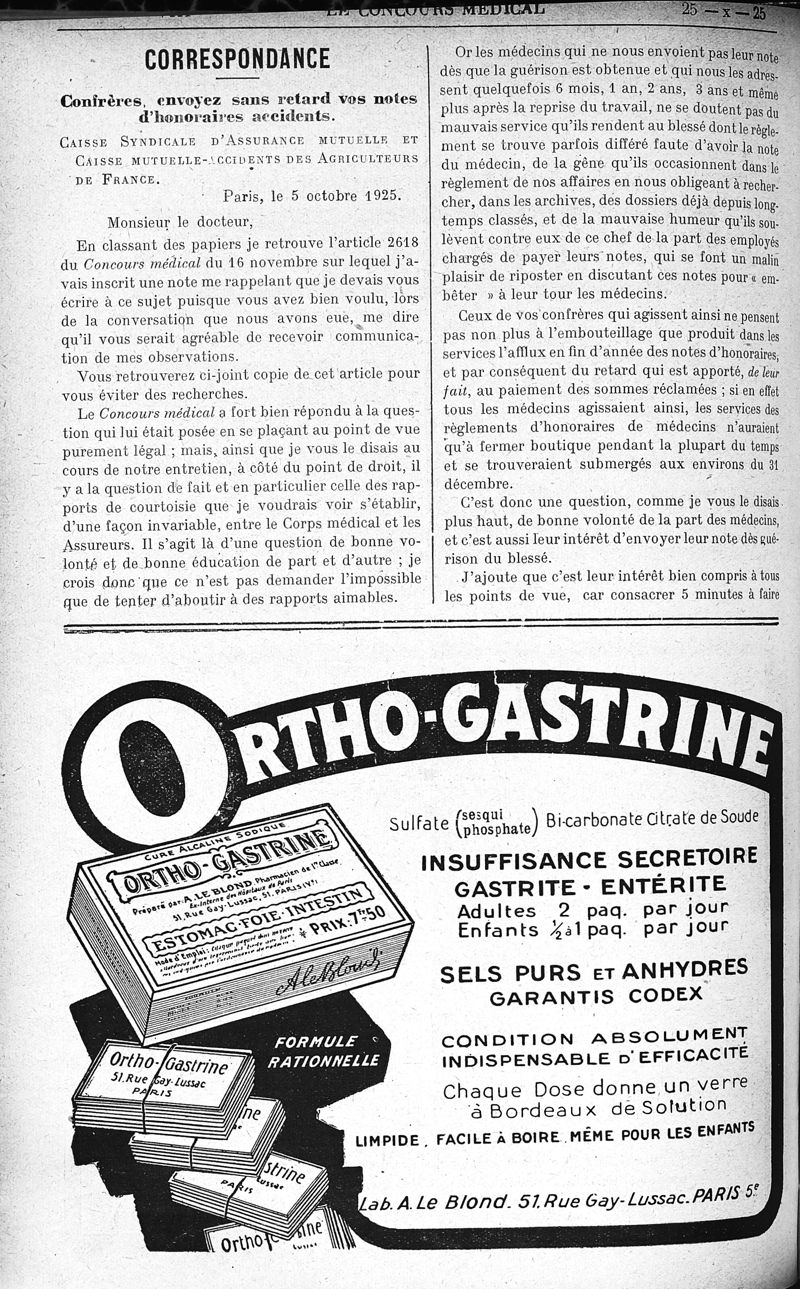 LE CONCOURS MÉDICAL
25 — x — 25
CORRESPONDANCE
Confrères, envoyez sans retard vos notes
d'honoraires accidents.
CAISSE SYNDICALE D'ASSURANCE MUTUELLE ET
CAISSE MUTUELLE-ACCIDENTS DES AGRICULTEURS
DE FRANCE.
Paris, le 5 octobre 1925.
Monsieur le docteur,
En classant des papiers je retrouve l'article 2618
du Concours médical du 16 novembre sur lequel j'a-
vais inscrit une note me rappelant que je devais vous
écrire à ce sujet puisque vous avez bien voulu, lors
de la conversation que nous avons eue, me dire
qu'il vous serait agréable de recevoir communica-
tion de mes observations.
Vous retrouverez ci-joint copie de cet article pour
vous éviter des recherches.
Le Concours médical a fort bien répondu à la ques-
tion qui lui était posée en se plaçant au point de vue
purement légal ; mais, ainsi que je vous le disais au
cours de notre entretien, à côté du point de droit, il
y a la question de fait et en particulier celle des rap-
ports de courtoisie que je voudrais voir s'établir,
d'une façon invariable, entre le Corps médical et les
Assureurs. Il s'agit là d'une question de bonne vo-
lonté et de bonne éducation de part et d'autre ; je
crois donc que ce n'est pas demander l'impossible
que de tenter d'aboutir à des rapports aimables.
Or les médecins qui ne nous envoient pas leur note
dès que la guérison est obtenue et qui nous les adres-
sent quelquefois 6 mois, 1 an, 2 ans, 3 ans et même
plus après la reprise du travail, ne se doutent pas du
mauvais service qu'ils rendent au blessé dont le règle-
ment se trouve parfois différé faute d'avoir la note
du médecin, de la gêne qu'ils occasionnent dans le
règlement de nos affaires en nous obligeant à recher-
cher, dans les archives, des dossiers déjà depuis long-
temps classés, et de la mauvaise humeur qu'ils sou-
lèvent contre eux de ce chef de la part des employés
chargés de payer leurs notes, qui se font un malin
plaisir de riposter en discutant ces notes pour « em-
bêter » à leur tour les médecins.
Ceux de vos confrères qui agissent ainsi ne pensent
pas non plus à l'embouteillage que produit dans les
services l'afflux en fin d'année des notes d'honoraires,
et par conséquent du retard qui est apporté, de leur
fait, au paiement des sommes réclamées ; si en effet
tous les médecins agissaient ainsi, les services des
règlements d'honoraires de médecins n'auraient
qu'à fermer boutique pendant la plupart du temps
et se trouveraient submergés aux environs du 31
décembre.
C'est donc une question, comme je vous le disais
plus haut, de bonne volonté de la part des médecins,
et c'est aussi leur intérêt d'envoyer leur note dès gué-
rison du blessé.
J'ajoute que c'est leur intérêt bien compris à tous
les points de vue, car consacrer 5 minutes à faire
ORTHO-GASTRINE
Sulfate (sesqui phosphate) Bi-carbonate Citrate de Soude
INSUFFISANCE SECRETOIRE
GASTRITE - ENTÉRITE
Adultes 2 paq. par jour
Enfants ½ à 1 paq. par jour
SELS PURS ET ANHYDRES
GARANTIS CODEX
CONDITION ABSOLUMENT
INDISPENSABLE D'EFFICACITÉ
Chaque Dose donne un verre
à Bordeaux de Solution
LIMPIDE, FACILE À BOIRE MÊME POUR LES ENFANTS
Lab. A. Le Blond. 51, Rue Gay-Lussac. PARIS 5e
CURE ALCALINE SODIQUE
ORTHO-GASTRINE
Préparé par A. LE BLOND Pharmacien de 1re Classe
Ex-Interne des Hôpitaux de Paris
51, Rue Gay-Lussac, 51, PARIS (Ve)
ESTOMAC-FOIE-INTESTIN
Mode d'Emploi:
PRIX: 7Fr 50
A Le Blond
FORMULE
FORMULE
RATIONNELLE
Ortho-Gastrine
51, Rue Gay-Lussac
PARIS
ne
strine
PARIS
Lussac
Ortho ine